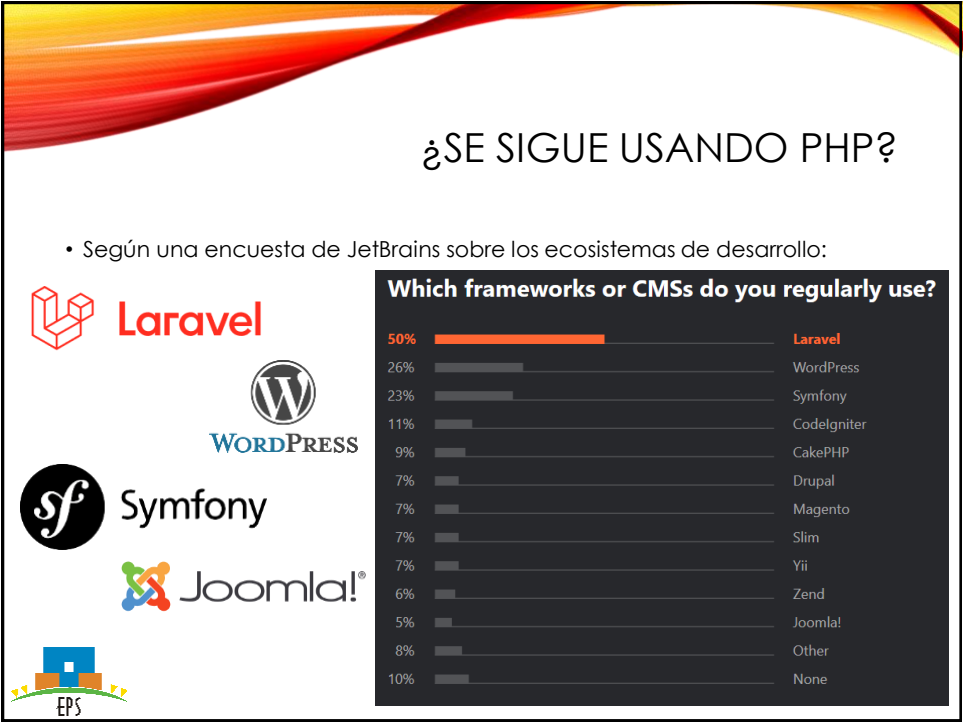 ¿SE SIGUE USANDO PHP?
• Según una encuesta de JetBrains sobre los ecosistemas de desarrollo:
Laravel
WORDPRESS
sf Symfony
Joomla!®
EPS
Which frameworks or CMSs do you regularly use?
50% Laravel
26% WordPress
23% Symfony
11% CodeIgniter
9% CakePHP
7% Drupal
7% Magento
7% Slim
7% Yii
6% Zend
5% Joomla!
8% Other
10% None